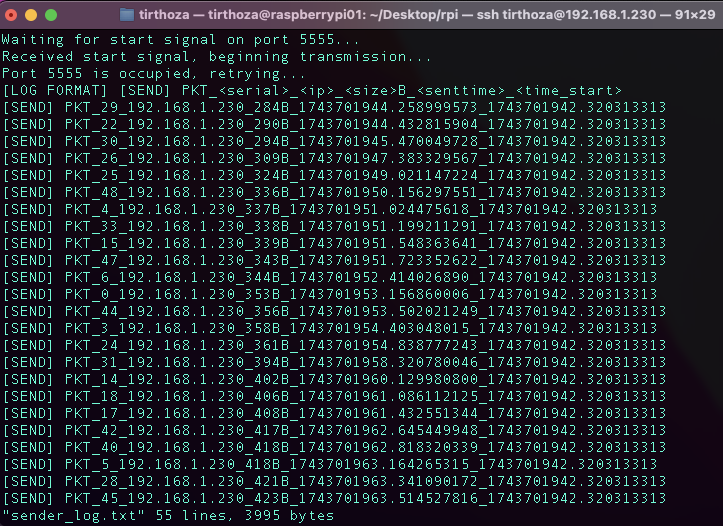 tirthoza — tirthoza@raspberrypi01: ~/Desktop/rpi — ssh tirthoza@192.168.1.230 — 91×29
Waiting for start signal on port 5555...
Received start signal, beginning transmission...
Port 5555 is occupied, retrying...
[LOG FORMAT] [SEND] PKT_<serial>_<ip>_<size>B_<senttime>_<time_start>
[SEND] PKT_29_192.168.1.230_284B_1743701944.258999573_1743701942.320313313
[SEND] PKT_22_192.168.1.230_290B_1743701944.432815904_1743701942.320313313
[SEND] PKT_30_192.168.1.230_294B_1743701945.470049728_1743701942.320313313
[SEND] PKT_26_192.168.1.230_309B_1743701947.383329567_1743701942.320313313
[SEND] PKT_25_192.168.1.230_324B_1743701949.021147224_1743701942.320313313
[SEND] PKT_48_192.168.1.230_336B_1743701950.156297551_1743701942.320313313
[SEND] PKT_4_192.168.1.230_337B_1743701951.024475618_1743701942.320313313
[SEND] PKT_33_192.168.1.230_338B_1743701951.199211291_1743701942.320313313
[SEND] PKT_15_192.168.1.230_339B_1743701951.548363641_1743701942.320313313
[SEND] PKT_47_192.168.1.230_343B_1743701951.723352622_1743701942.320313313
[SEND] PKT_6_192.168.1.230_344B_1743701952.414026890_1743701942.320313313
[SEND] PKT_0_192.168.1.230_353B_1743701953.156860006_1743701942.320313313
[SEND] PKT_44_192.168.1.230_356B_1743701953.502021249_1743701942.320313313
[SEND] PKT_3_192.168.1.230_358B_1743701954.403048015_1743701942.320313313
[SEND] PKT_24_192.168.1.230_361B_1743701954.838777243_1743701942.320313313
[SEND] PKT_31_192.168.1.230_394B_1743701958.320780046_1743701942.320313313
[SEND] PKT_14_192.168.1.230_402B_1743701960.129980800_1743701942.320313313
[SEND] PKT_18_192.168.1.230_406B_1743701961.086112125_1743701942.320313313
[SEND] PKT_17_192.168.1.230_408B_1743701961.432551344_1743701942.320313313
[SEND] PKT_42_192.168.1.230_417B_1743701962.645449948_1743701942.320313313
[SEND] PKT_40_192.168.1.230_418B_1743701962.818320339_1743701942.320313313
[SEND] PKT_5_192.168.1.230_418B_1743701963.164265315_1743701942.320313313
[SEND] PKT_28_192.168.1.230_421B_1743701963.341090172_1743701942.320313313
[SEND] PKT_45_192.168.1.230_423B_1743701963.514527816_1743701942.320313313
"sender_log.txt" 55 lines, 3995 bytes